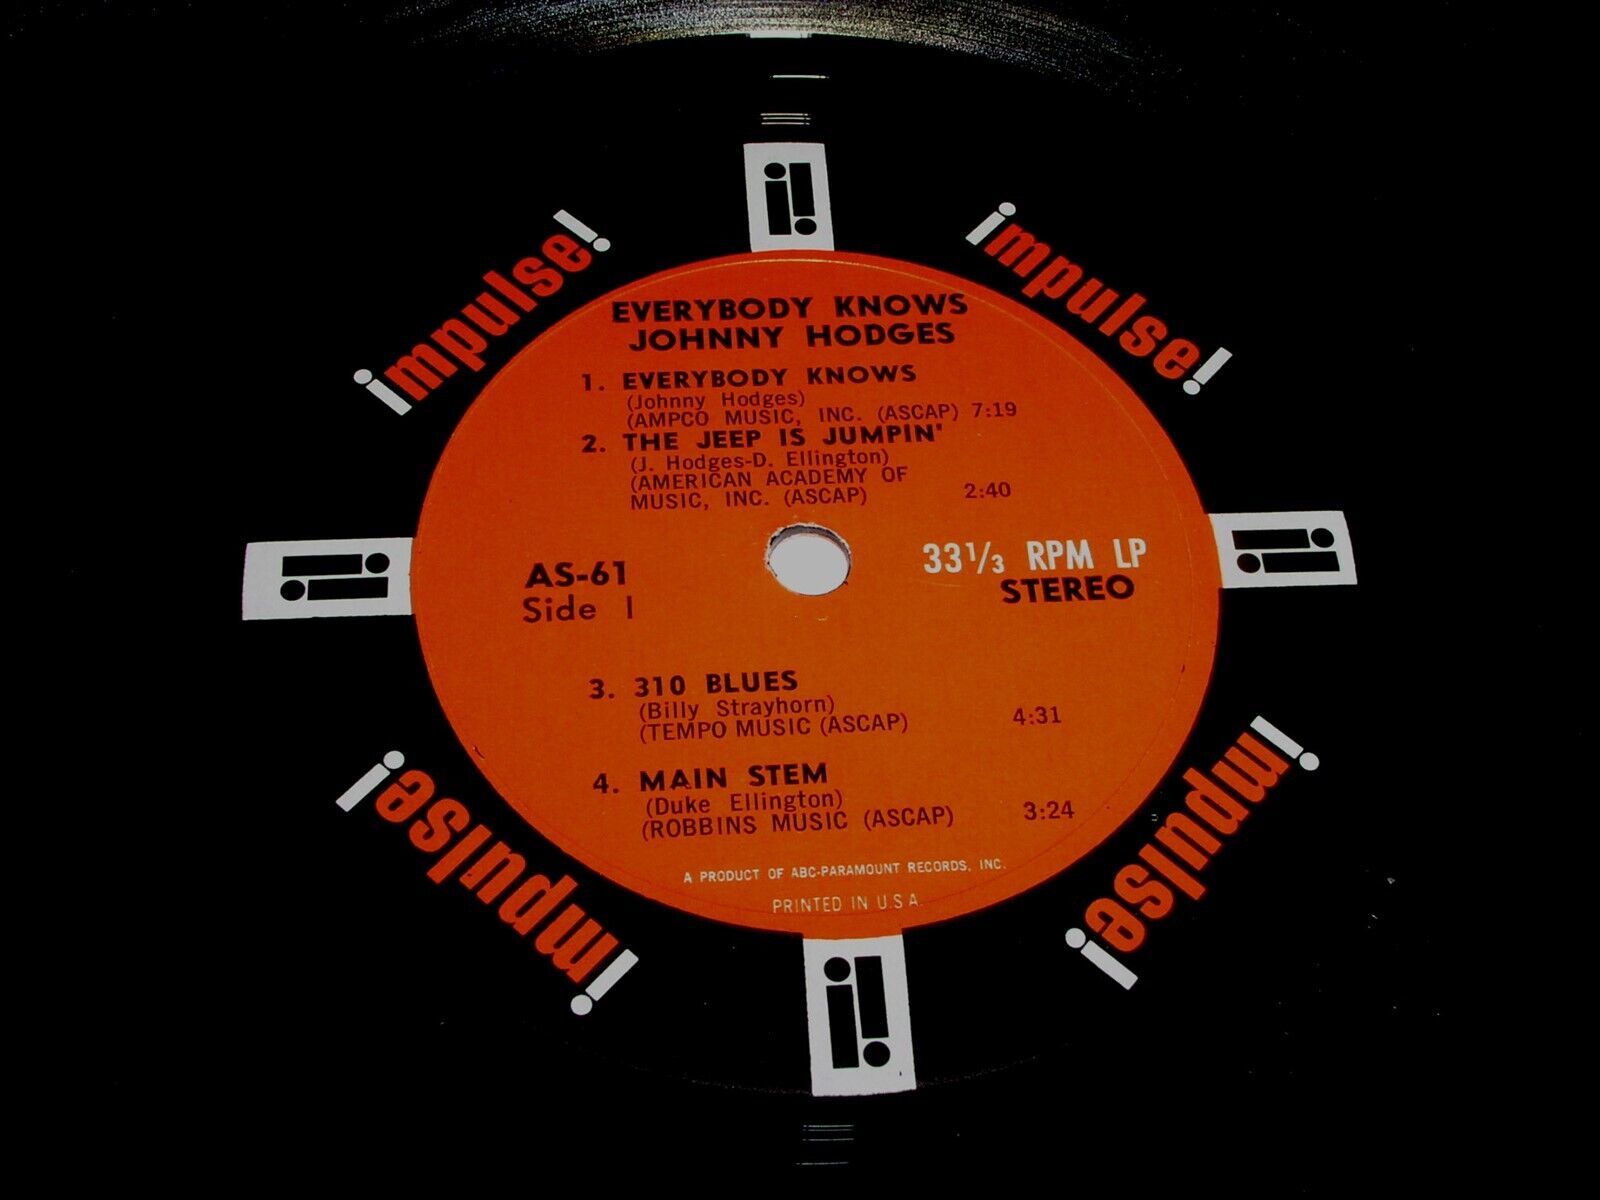 impulse!
impulse!
EVERYBODY KNOWS
JOHNNY HODGES
1. EVERYBODY KNOWS
(Johnny Hodges)
(AMPCO MUSIC, INC. (ASCAP) 7:19
2. THE JEEP IS JUMPIN'
(J. Hodges-D. Ellington)
(AMERICAN ACADEMY OF
MUSIC, INC. (ASCAP) 2:40
AS-61
Side 1
33 1/3 RPM LP
STEREO
3. 310 BLUES
(Billy Strayhorn)
(TEMPO MUSIC (ASCAP) 4:31
4. MAIN STEM
(Duke Ellington)
(ROBBINS MUSIC (ASCAP) 3:24
A PRODUCT OF ABC-PARAMOUNT RECORDS, INC.
PRINTED IN U.S.A.
impulse!
impulse!